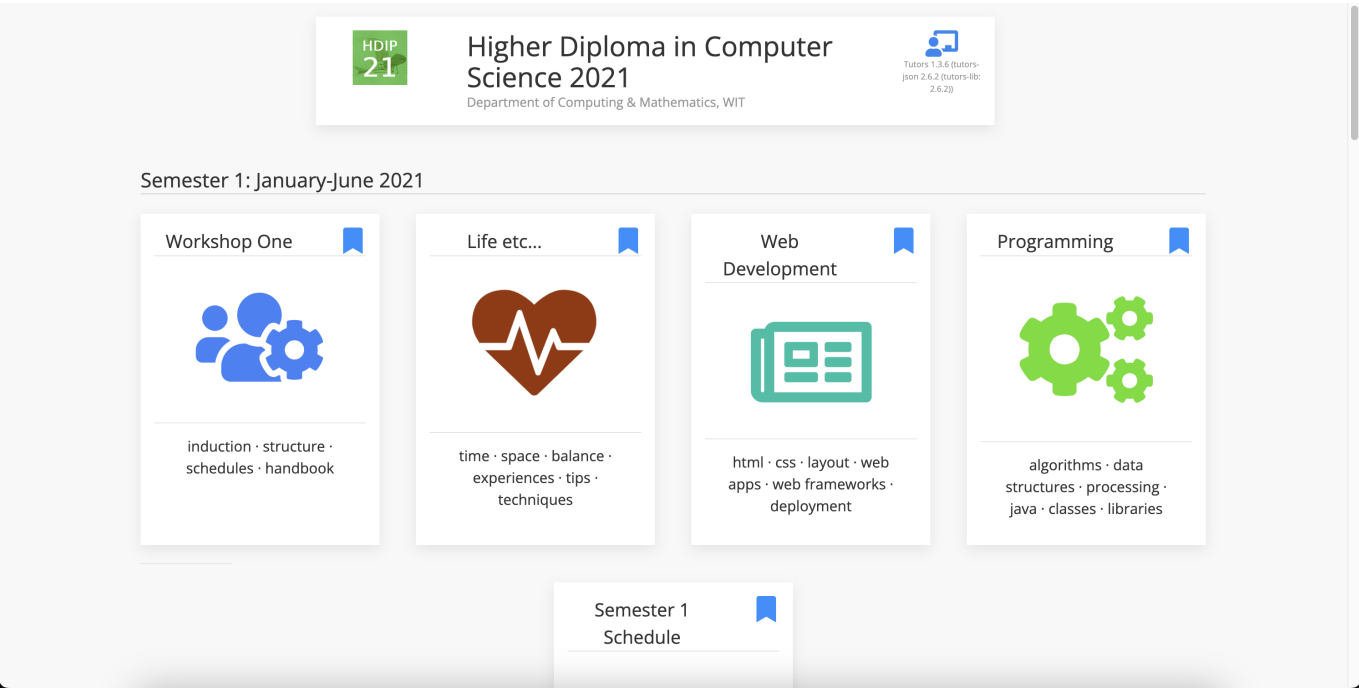 HDIP
21
Higher Diploma in Computer
Science 2021
Department of Computing & Mathematics, WIT
Tutors 1.3.6 (tutors-
json 2.6.2 (tutors-lib:
2.6.2))
Semester 1: January-June 2021
Workshop One
induction · structure ·
schedules · handbook
Life etc...
time · space · balance ·
experiences · tips ·
techniques
Web
Development
html · css · layout · web
apps · web frameworks ·
deployment
Programming
algorithms · data
structures · processing ·
java · classes · libraries
Semester 1
Schedule